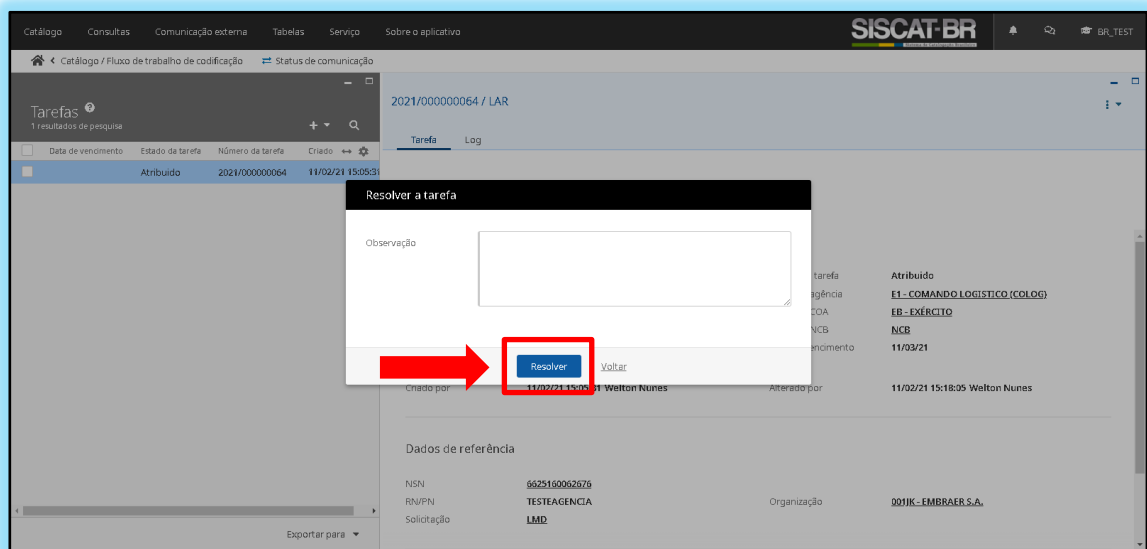 Catálogo Consultas Comunicação externa Tabelas Serviço Sobre o aplicativo SISCAT-BR BR_TEST
Catálogo / Fluxo de trabalho de codificação Status de comunicação
Tarefas
1 resultados de pesquisa
Data de vencimento Estado da tarefa Número da tarefa Criado
Atribuido 2021/000000064 11/02/21 15:05:31
2021/000000064 / LAR
Tarefa Log
Resolver a tarefa
Observação
Resolver Voltar
tarefa Atribuido
agência E1 - COMANDO LOGISTICO (COLOG)
COA EB - EXÉRCITO
NCB NCB
encimento 11/03/21
Criado por 11/02/21 15:05:31 Welton Nunes Alterado por 11/02/21 15:18:05 Welton Nunes
Dados de referência
NSN 6625160062676
RN/PN TESTEAGENCIA Organização 001JK - EMBRAER S.A.
Solicitação LMD
Exportar para